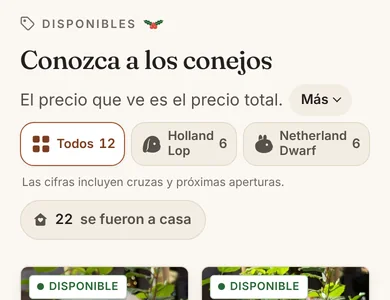 DISPONIBLES
Conozca a los conejos
El precio que ve es el precio total. Más
Todos 12
Holland Lop 6
Netherland Dwarf 6
Las cifras incluyen cruzas y próximas aperturas.
22 se fueron a casa
DISPONIBLE
DISPONIBLE